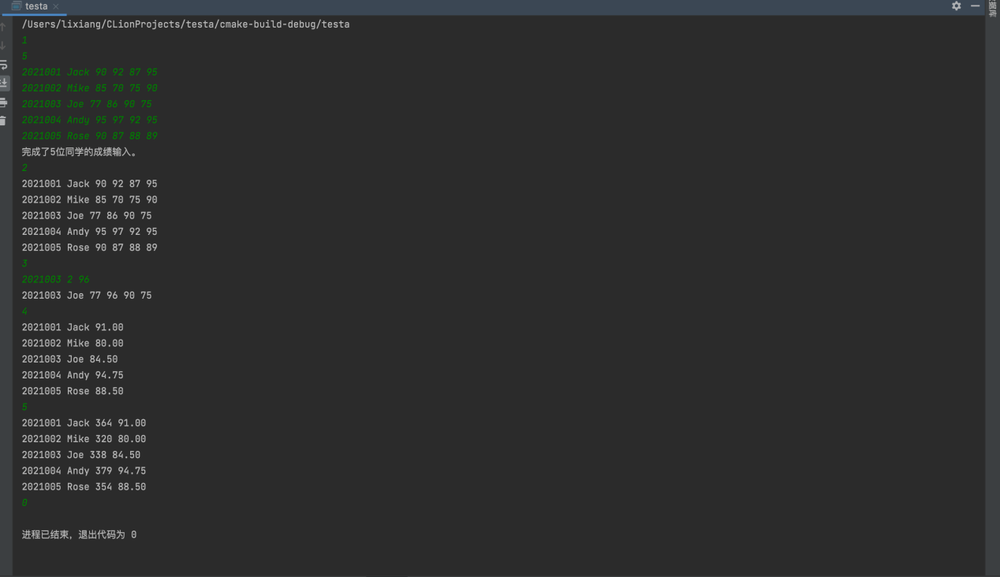 testa
/Users/lixiang/CLionProjects/testa/cmake-build-debug/testa
1
5
2021001 Jack 90 92 87 95
2021002 Mike 85 70 75 90
2021003 Joe 77 86 90 75
2021004 Andy 95 97 92 95
2021005 Rose 90 87 88 89
完成了5位同学的成绩输入。
2
2021001 Jack 90 92 87 95
2021002 Mike 85 70 75 90
2021003 Joe 77 86 90 75
2021004 Andy 95 97 92 95
2021005 Rose 90 87 88 89
3
2021003 2 96
2021003 Joe 77 96 90 75
4
2021001 Jack 91.00
2021002 Mike 80.00
2021003 Joe 84.50
2021004 Andy 94.75
2021005 Rose 88.50
5
2021001 Jack 364 91.00
2021002 Mike 320 80.00
2021003 Joe 338 84.50
2021004 Andy 379 94.75
2021005 Rose 354 88.50
0
进程已结束，退出代码为 0